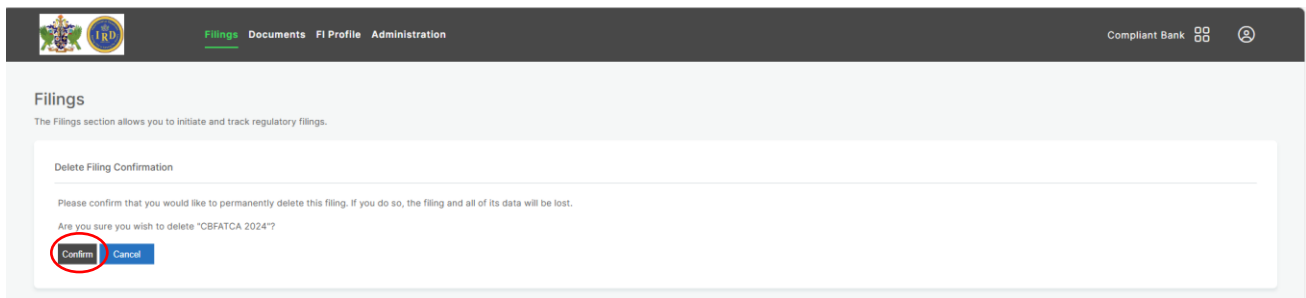 IRD
Filings Documents FI Profile Administration
Compliant Bank
Filings
The Filings section allows you to initiate and track regulatory filings.
Delete Filing Confirmation
Please confirm that you would like to permanently delete this filing. If you do so, the filing and all of its data will be lost.
Are you sure you wish to delete "CBFATCA 2024"?
Confirm Cancel